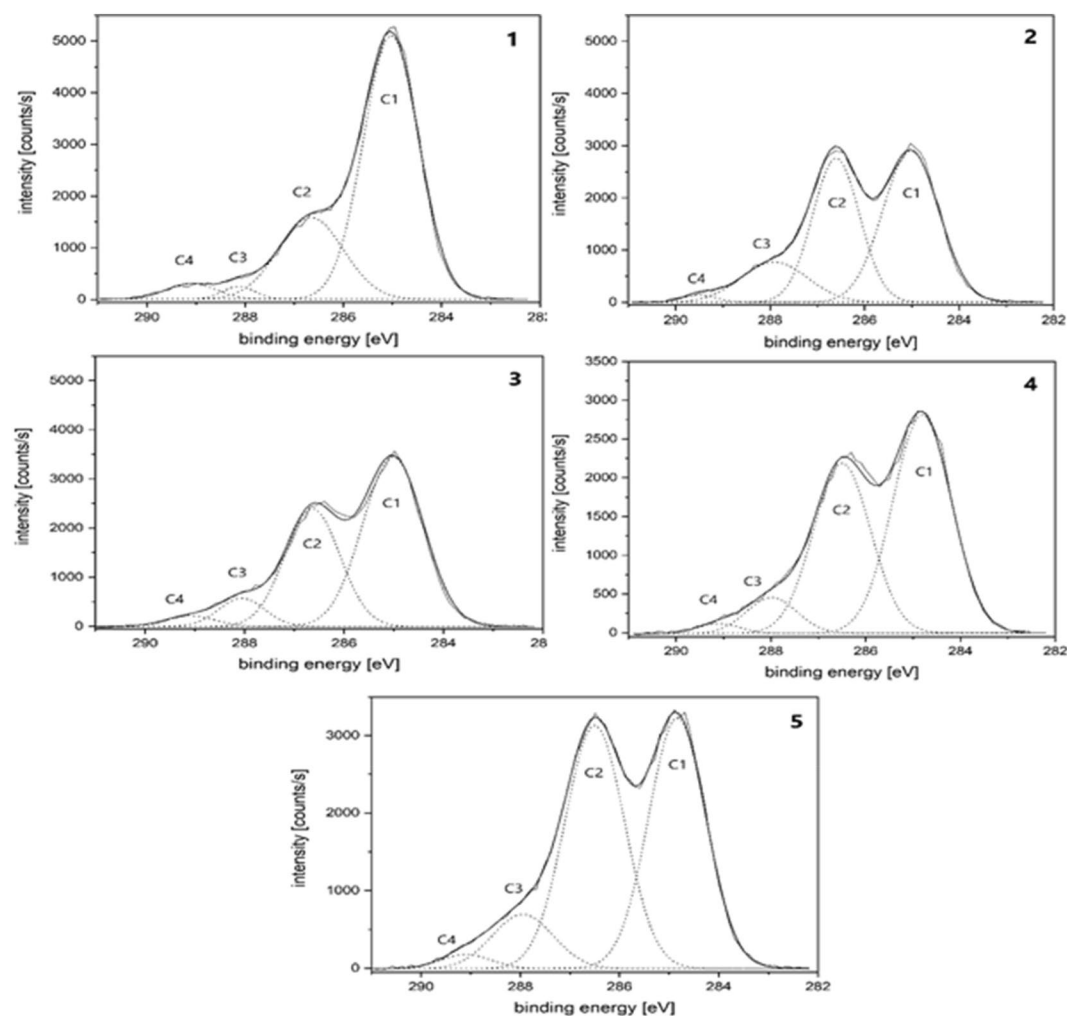 1
5000
4000
3000
2000
1000
0
intensity [counts/s]
C4
C3
C2
C1
290
288
286
284
28
binding energy [eV]
2
5000
4000
3000
2000
1000
0
intensity [counts/s]
C4
C3
C2
C1
290
288
286
284
282
binding energy [eV]
3
5000
4000
3000
2000
1000
0
intensity [counts/s]
C4
C3
C2
C1
290
288
286
284
28
binding energy [eV]
4
3500
3000
2500
2000
1500
1000
500
0
intensity [counts/s]
C4
C3
C2
C1
290
288
286
284
282
binding energy [eV]
5
3000
2000
1000
0
intensity [counts/s]
C4
C3
C2
C1
290
288
286
284
282
binding energy [eV]